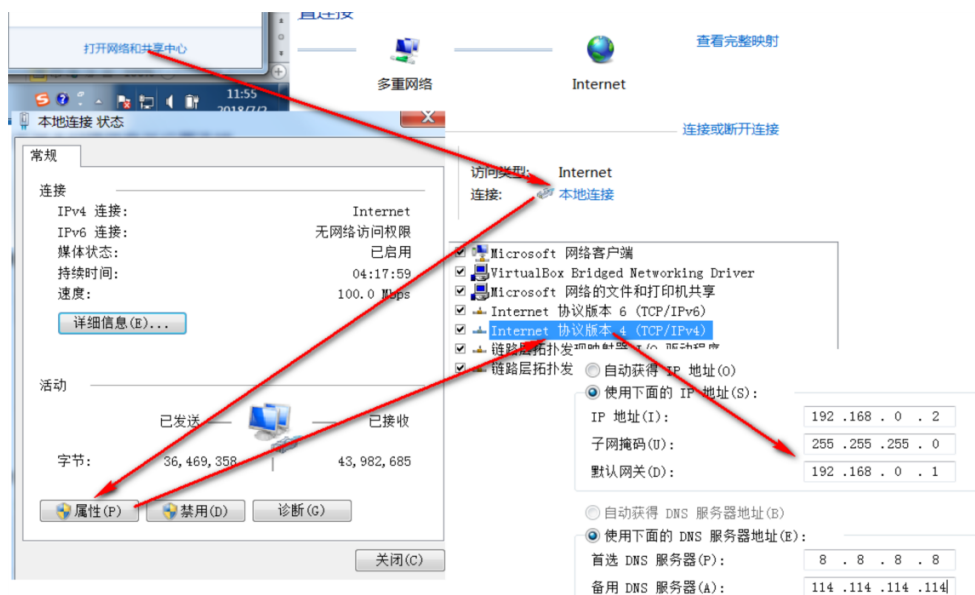 直连接
打开网络和共享中心
查看完整映射
多重网络
Internet
11:55
2018/7/2
本地连接 状态
连接或断开连接
常规
访问类型:
Internet
连接:
本地连接
连接
IPv4 连接:
Internet
IPv6 连接:
无网络访问权限
媒体状态:
已启用
持续时间:
04:17:59
速度:
100.0 Mbps
详细信息(E)...
活动
已发送
已接收
字节:
36,469,358
43,982,685
属性(P)
禁用(D)
诊断(G)
关闭(C)
Microsoft 网络客户端
VirtualBox Bridged Networking Driver
Microsoft 网络的文件和打印机共享
Internet 协议版本 6 (TCP/IPv6)
Internet 协议版本 4 (TCP/IPv4)
链路层拓扑发现映射器 I/O 驱动程序
链路层拓扑发
自动获得 IP 地址(O)
使用下面的 IP 地址(S):
IP 地址(I):
192 .168 . 0 . 2
子网掩码(U):
255 .255 .255 . 0
默认网关(D):
192 .168 . 0 . 1
自动获得 DNS 服务器地址(B)
使用下面的 DNS 服务器地址(E):
首选 DNS 服务器(P):
8 . 8 . 8 . 8
备用 DNS 服务器(A):
114 .114 .114 .114